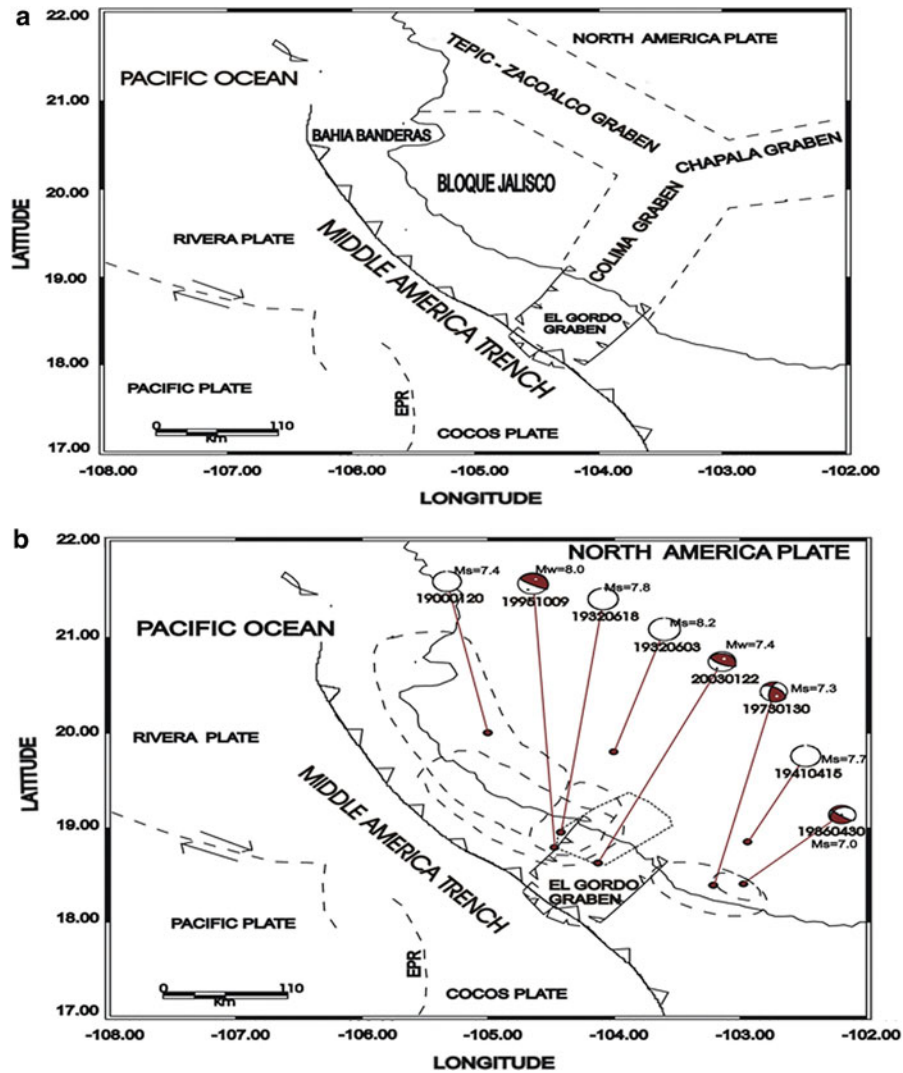 a
22.00
21.00
20.00
19.00
18.00
17.00
LATITUDE
NORTH AMERICA PLATE
TEPIC - ZACOALCO GRABEN
PACIFIC OCEAN
BAHIA BANDERAS
CHAPALA GRABEN
BLOQUE JALISCO
COLIMA GRABEN
RIVERA PLATE
MIDDLE AMERICA TRENCH
EL GORDO
GRABEN
PACIFIC PLATE
EPR
COCOS PLATE
0 110
Km
-108.00 -107.00 -106.00 -105.00 -104.00 -103.00 -102.00
LONGITUDE
b
22.00
21.00
20.00
19.00
18.00
17.00
LATITUDE
NORTH AMERICA PLATE
Ms=7.4
19000120
Mw=8.0
19951009
Ms=7.8
19320618
Ms=8.2
19320603
Mw=7.4
20030122
Ms=7.3
19730130
Ms=7.7
19410415
19860430
Ms=7.0
PACIFIC OCEAN
RIVERA PLATE
MIDDLE AMERICA TRENCH
EL GORDO
GRABEN
PACIFIC PLATE
EPR
COCOS PLATE
0 110
Km
-108.00 -107.00 -106.00 -105.00 -104.00 -103.00 -102.00
LONGITUDE